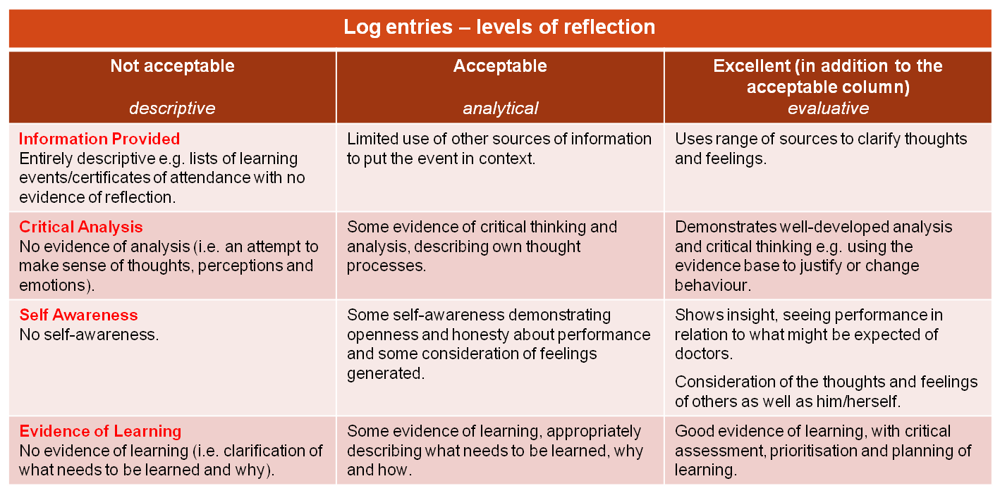 Log entries – levels of reflection
Not acceptable
descriptive
Acceptable
analytical
Excellent (in addition to the
acceptable column)
evaluative
Information Provided
Entirely descriptive e.g. lists of learning
events/certificates of attendance with no
evidence of reflection.
Limited use of other sources of information
to put the event in context.
Uses range of sources to clarify thoughts
and feelings.
Critical Analysis
No evidence of analysis (i.e. an attempt to
make sense of thoughts, perceptions and
emotions).
Some evidence of critical thinking and
analysis, describing own thought
processes.
Demonstrates well-developed analysis
and critical thinking e.g. using the
evidence base to justify or change
behaviour.
Self Awareness
No self-awareness.
Some self-awareness demonstrating
openness and honesty about performance
and some consideration of feelings
generated.
Shows insight, seeing performance in
relation to what might be expected of
doctors.
Consideration of the thoughts and feelings
of others as well as him/herself.
Evidence of Learning
No evidence of learning (i.e. clarification of
what needs to be learned and why).
Some evidence of learning, appropriately
describing what needs to be learned, why
and how.
Good evidence of learning, with critical
assessment, prioritisation and planning of
learning.